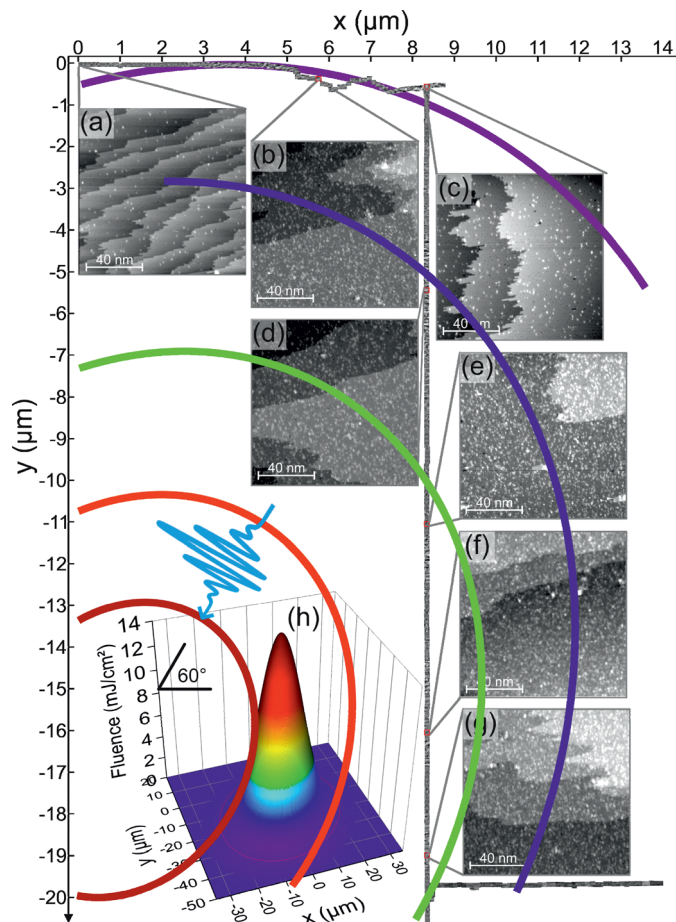 x (µm)
0 1 2 3 4 5 6 7 8 9 10 11 12 13 14
0
-1
-2
-3
-4
-5
-6
-7
-8
-9
-10
-11
-12
-13
-14
-15
-16
-17
-18
-19
-20
y (µm)
(a)
40 nm
(b)
40 nm
(c)
40 nm
(d)
40 nm
(e)
40 nm
(f)
40 nm
(g)
40 nm
(h)
60°
Fluence (mJ/cm²)
14
12
10
8
6
4
2
0
20
10
0
-10
-20
-30
-40
-50
y (µm)
-30 -20 -10 0 10 20 30
x (µm)